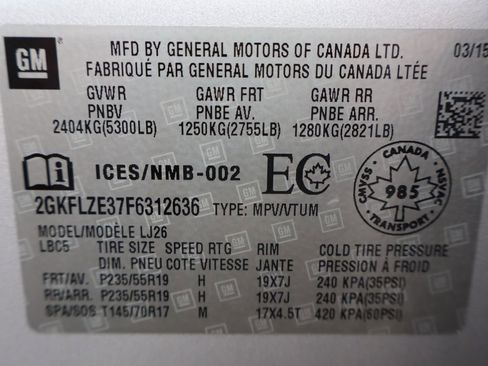 GM
MFD BY GENERAL MOTORS OF CANADA LTD. 03/15
FABRIQUÉ PAR GENERAL MOTORS DU CANADA LTÉE
GVWR GAWR FRT GAWR RR
PNBV PNBE AV. PNBE ARR.
2404KG(5300LB) 1250KG(2755LB) 1280KG(2821LB)
i ICES/NMB-002 EC
CMVSS NSVAC
985
TRANSPORT
2GKFLZE37F6312636 TYPE: MPV/VTUM
MODEL/MODÈLE LJ26
LBC5 TIRE SIZE SPEED RTG RIM COLD TIRE PRESSURE
DIM. PNEU COTE VITESSE JANTE PRESSION À FROID
FRT/AV. P235/55R19 H 19X7J 240 KPA(35PSI)
RR/ARR. P235/55R19 H 19X7J 240 KPA(35PSI)
SPA/SOS T145/70R17 M 17X4.5T 420 KPA(60PSI)